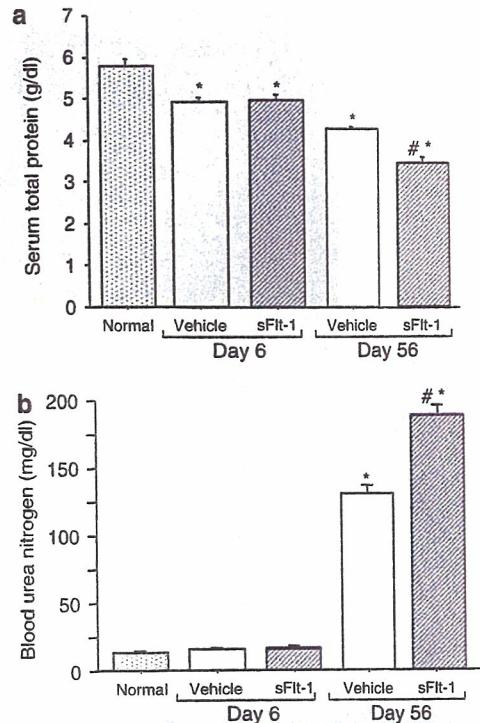 a
Serum total protein (g/dl)
7
6
5
4
3
2
1
0
* * * # *
Normal Vehicle sFlt-1 Vehicle sFlt-1
Day 6 Day 56
b
Blood urea nitrogen (mg/dl)
200
150
100
50
0
* # *
Normal Vehicle sFlt-1 Vehicle sFlt-1
Day 6 Day 56